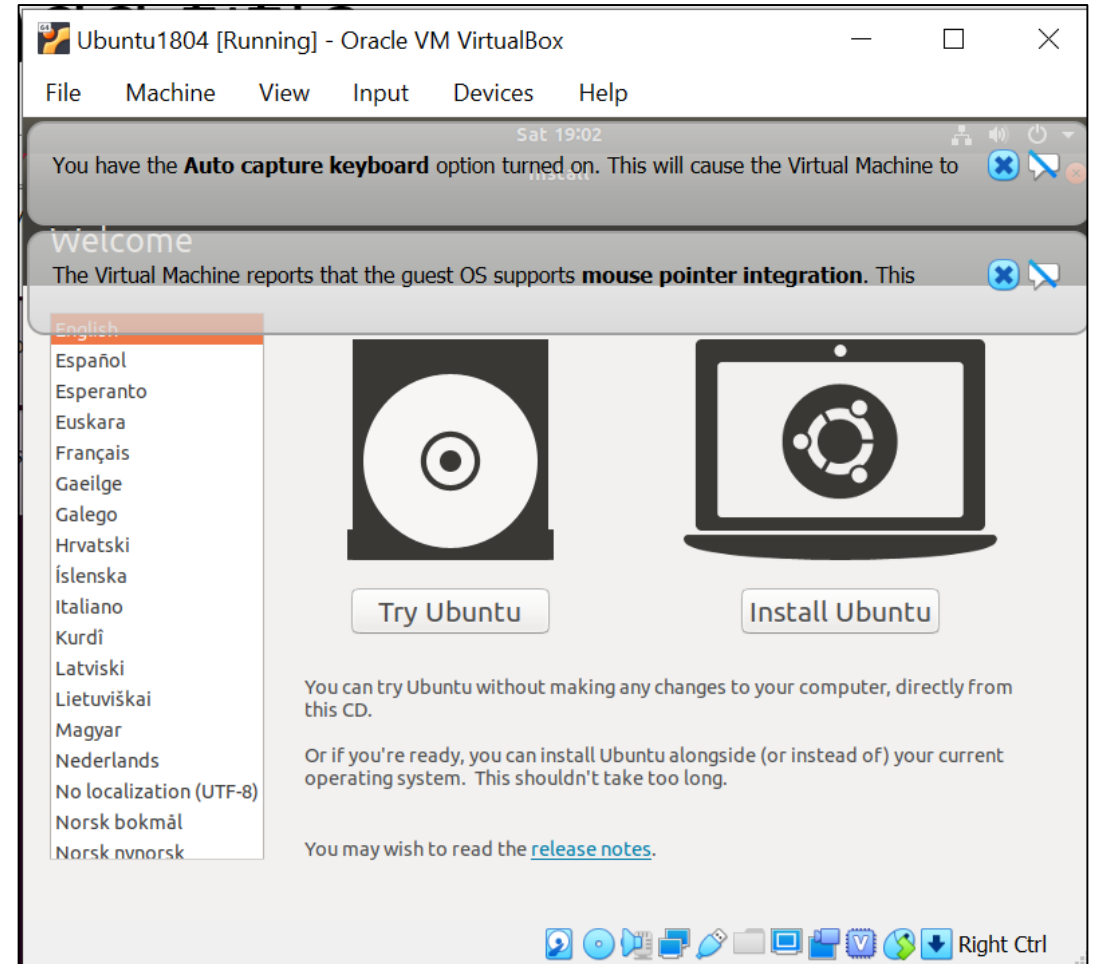 Ubuntu1804 [Running] - Oracle VM VirtualBox
File Machine View Input Devices Help
Sat 19:02
Install
You have the Auto capture keyboard option turned on. This will cause the Virtual Machine to
Welcome
The Virtual Machine reports that the guest OS supports mouse pointer integration. This
English
Español
Esperanto
Euskara
Français
Gaeilge
Galego
Hrvatski
Íslenska
Italiano
Kurdî
Latviski
Lietuviškai
Magyar
Nederlands
No localization (UTF-8)
Norsk bokmål
Norsk nynorsk
Try Ubuntu
Install Ubuntu
You can try Ubuntu without making any changes to your computer, directly from
this CD.
Or if you're ready, you can install Ubuntu alongside (or instead of) your current
operating system. This shouldn't take too long.
You may wish to read the release notes.
Right Ctrl